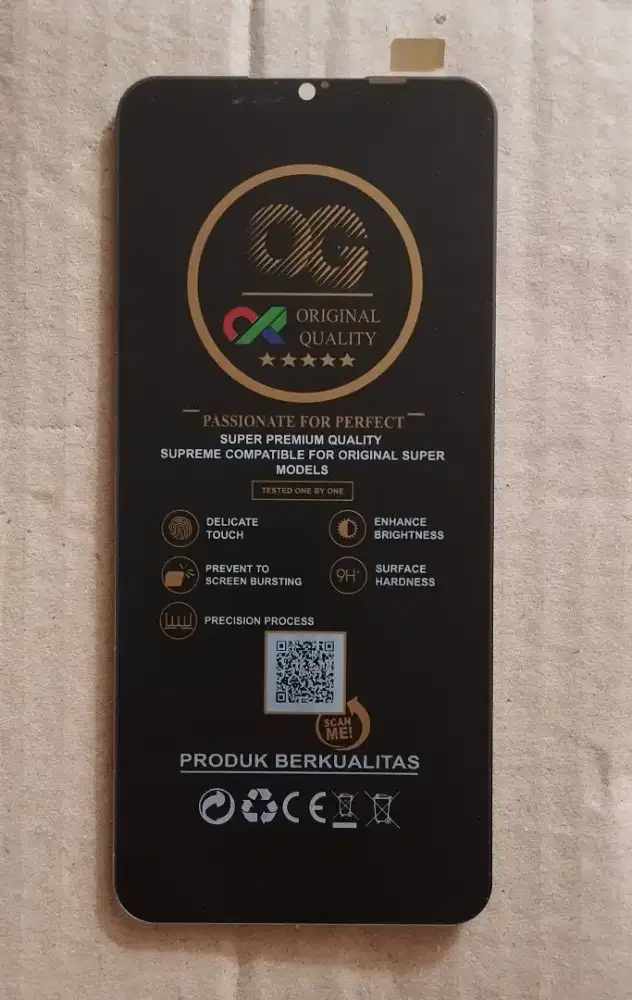 OG
ORIGINAL
QUALITY
PASSIONATE FOR PERFECT
SUPER PREMIUM QUALITY
SUPREME COMPATIBLE FOR ORIGINAL SUPER
MODELS
TESTED ONE BY ONE
DELICATE
TOUCH
ENHANCE
BRIGHTNESS
PREVENT TO
SCREEN BURSTING
9H+
SURFACE
HARDNESS
PRECISION PROCESS
SCAN
ME!
PRODUK BERKUALITAS
CE